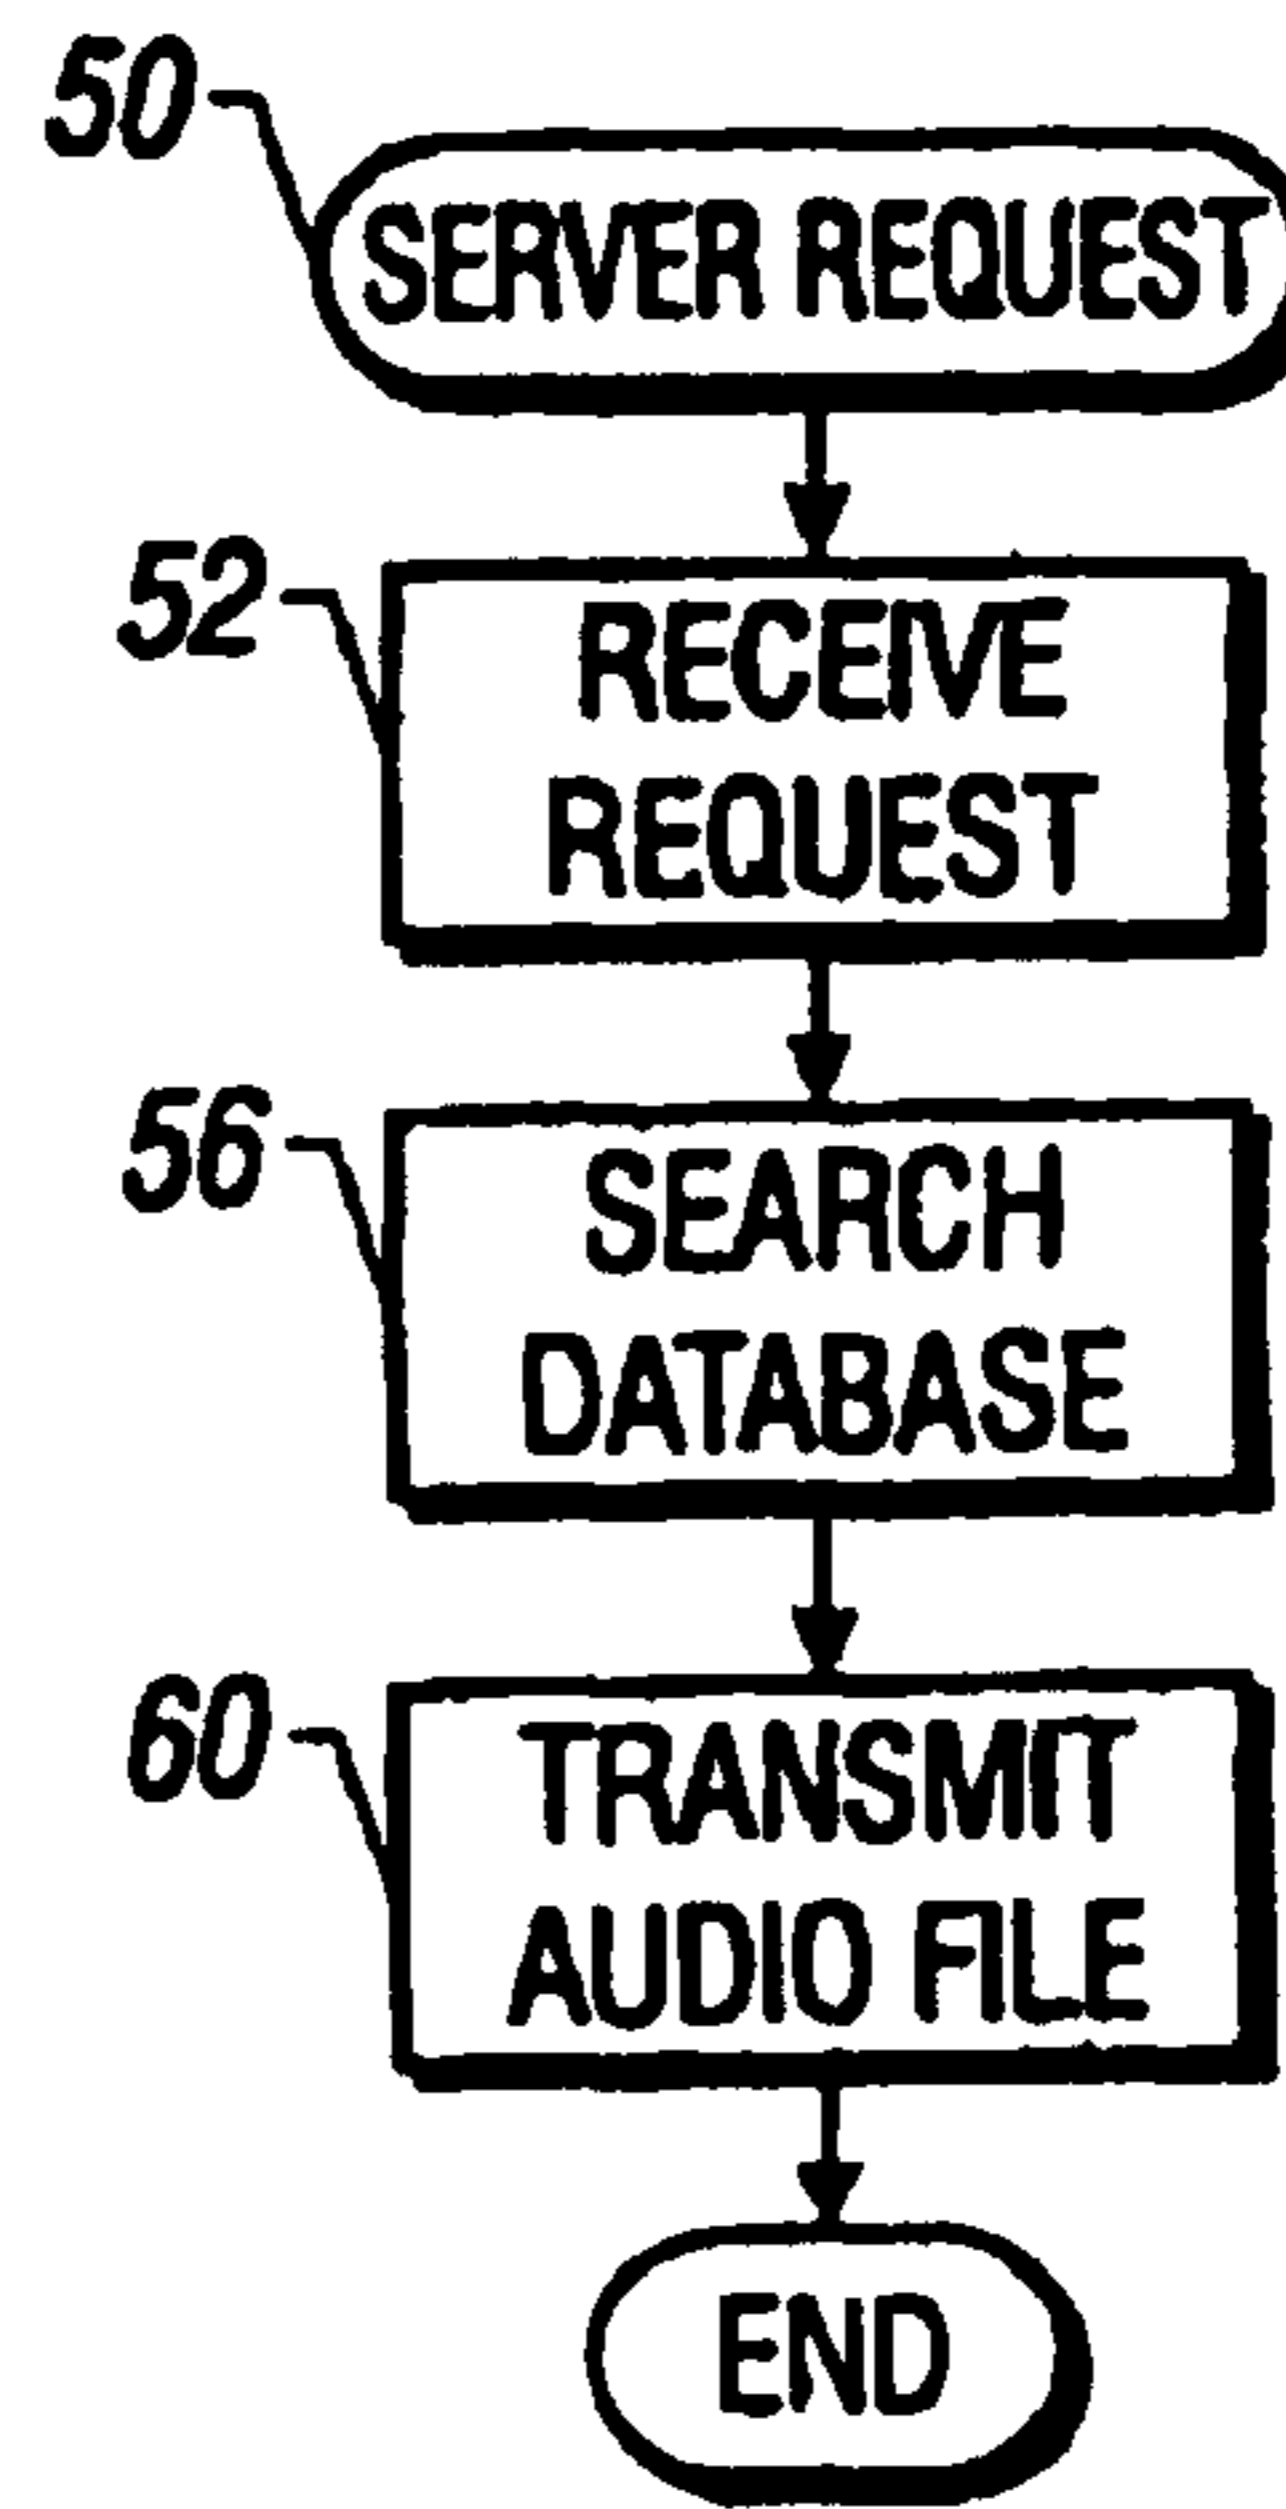 50
SERVER REQUEST
52
RECEIVE
REQUEST
56
SEARCH
DATABASE
60
TRANSMIT
AUDIO FILE
END